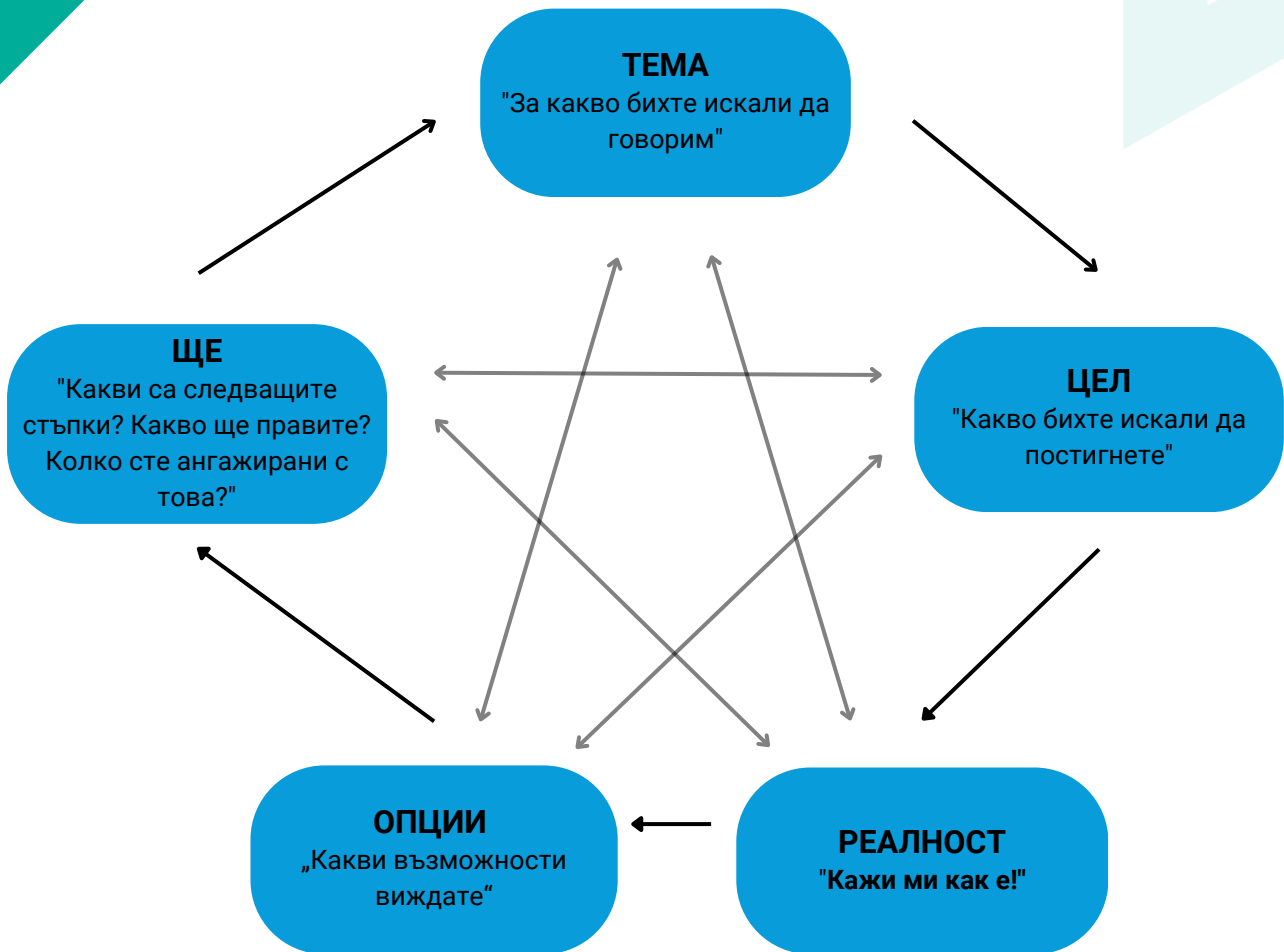 ТЕМА
"За какво бихте искали да
говорим"
ЩЕ
"Какви са следващите
стъпки? Какво ще правите?
Колко сте ангажирани с
това?"
ЦЕЛ
"Какво бихте искали да
постигнете"
ОПЦИИ
„Какви възможности
виждате“
РЕАЛНОСТ
"Кажи ми как е!"